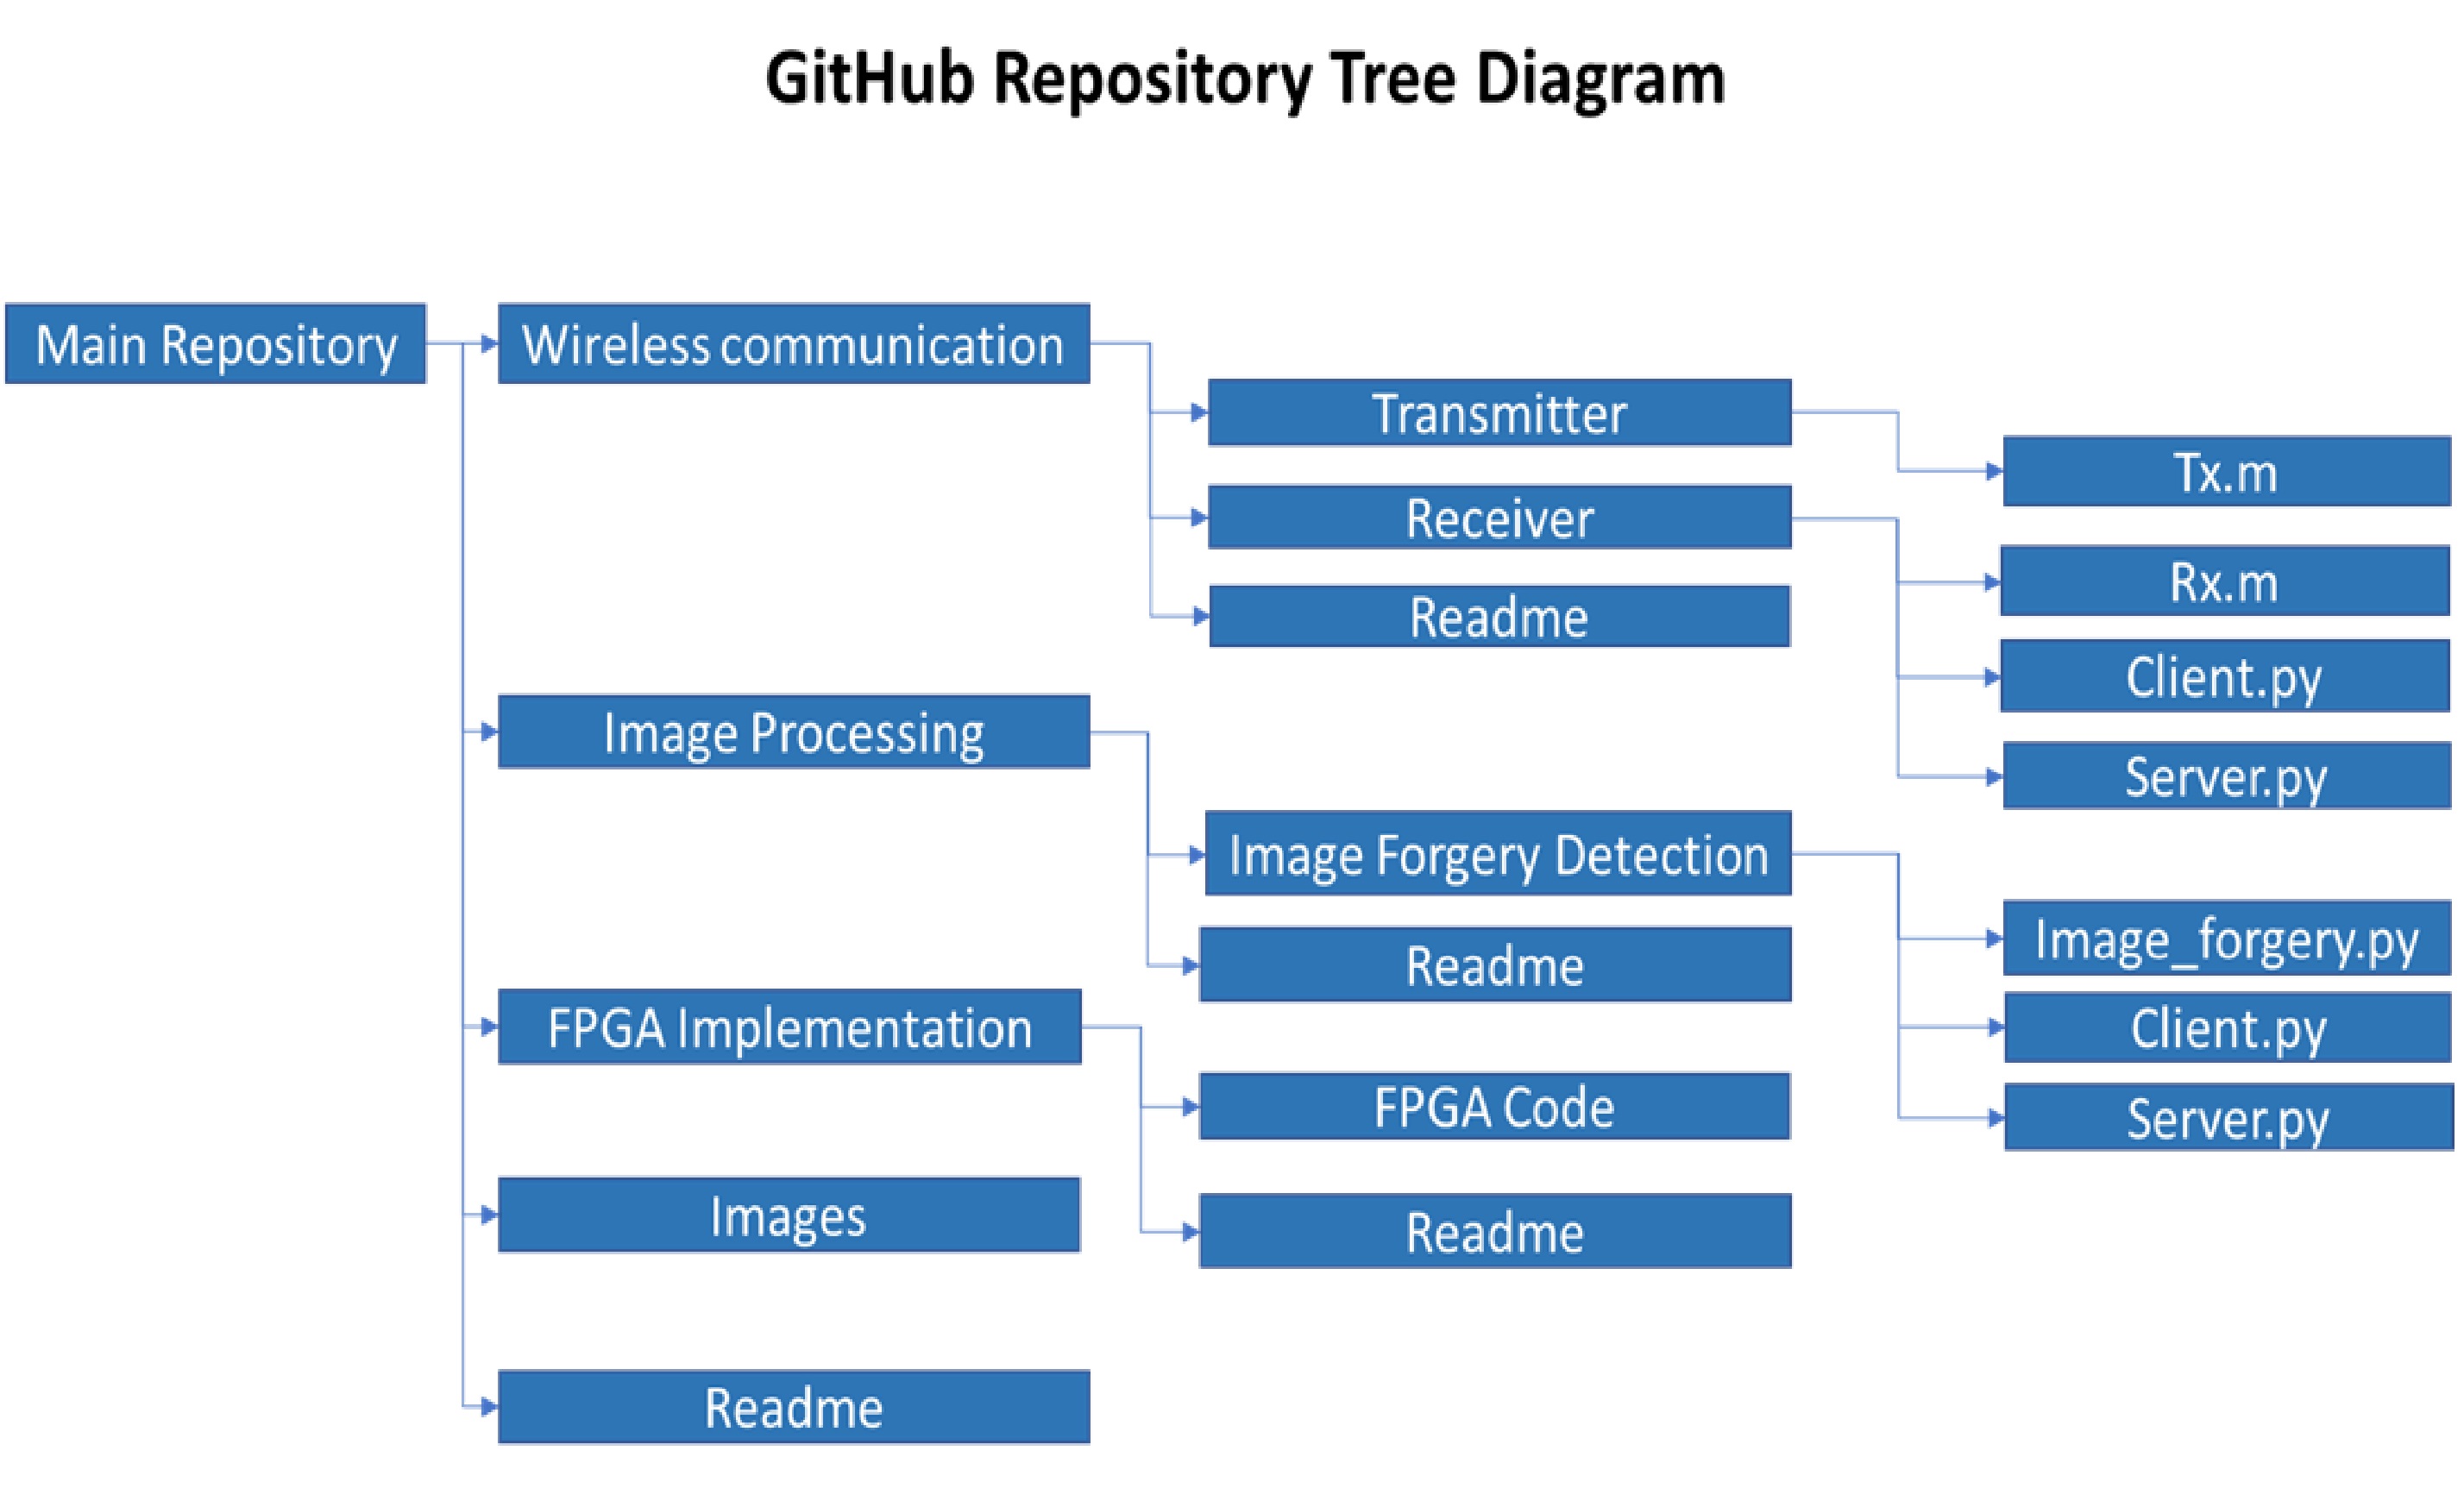 GitHub Repository Tree Diagram
Main Repository
Wireless communication
Transmitter
Tx.m
Receiver
Rx.m
Client.py
Server.py
Readme
Image Processing
Image Forgery Detection
Image_forgery.py
Client.py
Server.py
Readme
FPGA Implementation
FPGA Code
Readme
Images
Readme